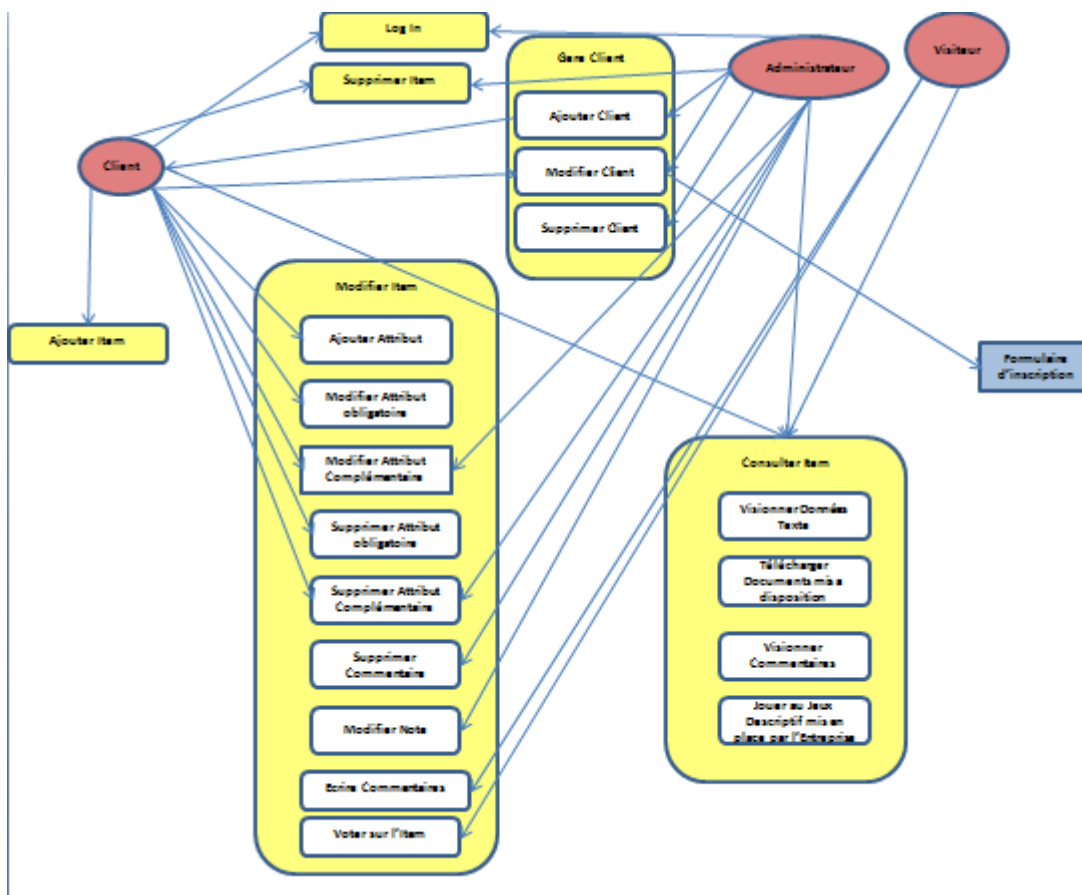 Log In
Supprimer Item
Gere Client
Administrateur
Visiteur
Ajouter Client
Client
Modifier Client
Supprimer Client
Modifier Item
Ajouter Attribut
Ajouter Item
Formulaire
d'inscription
Modifier Attribut
obligatoire
Modifier Attribut
Complémentaire
Consulter Item
Supprimer Attribut
obligatoire
Visionner Données
Texte
Supprimer Attribut
Complémentaire
Télécharger
Documents mis a
disposition
Supprimer
Commentaire
Visionner
Commentaires
Modifier Note
Jouer au Jeux
Descriptif mis en
place par l'Entreprise
Ecrire Commentaires
Voter sur l'Item